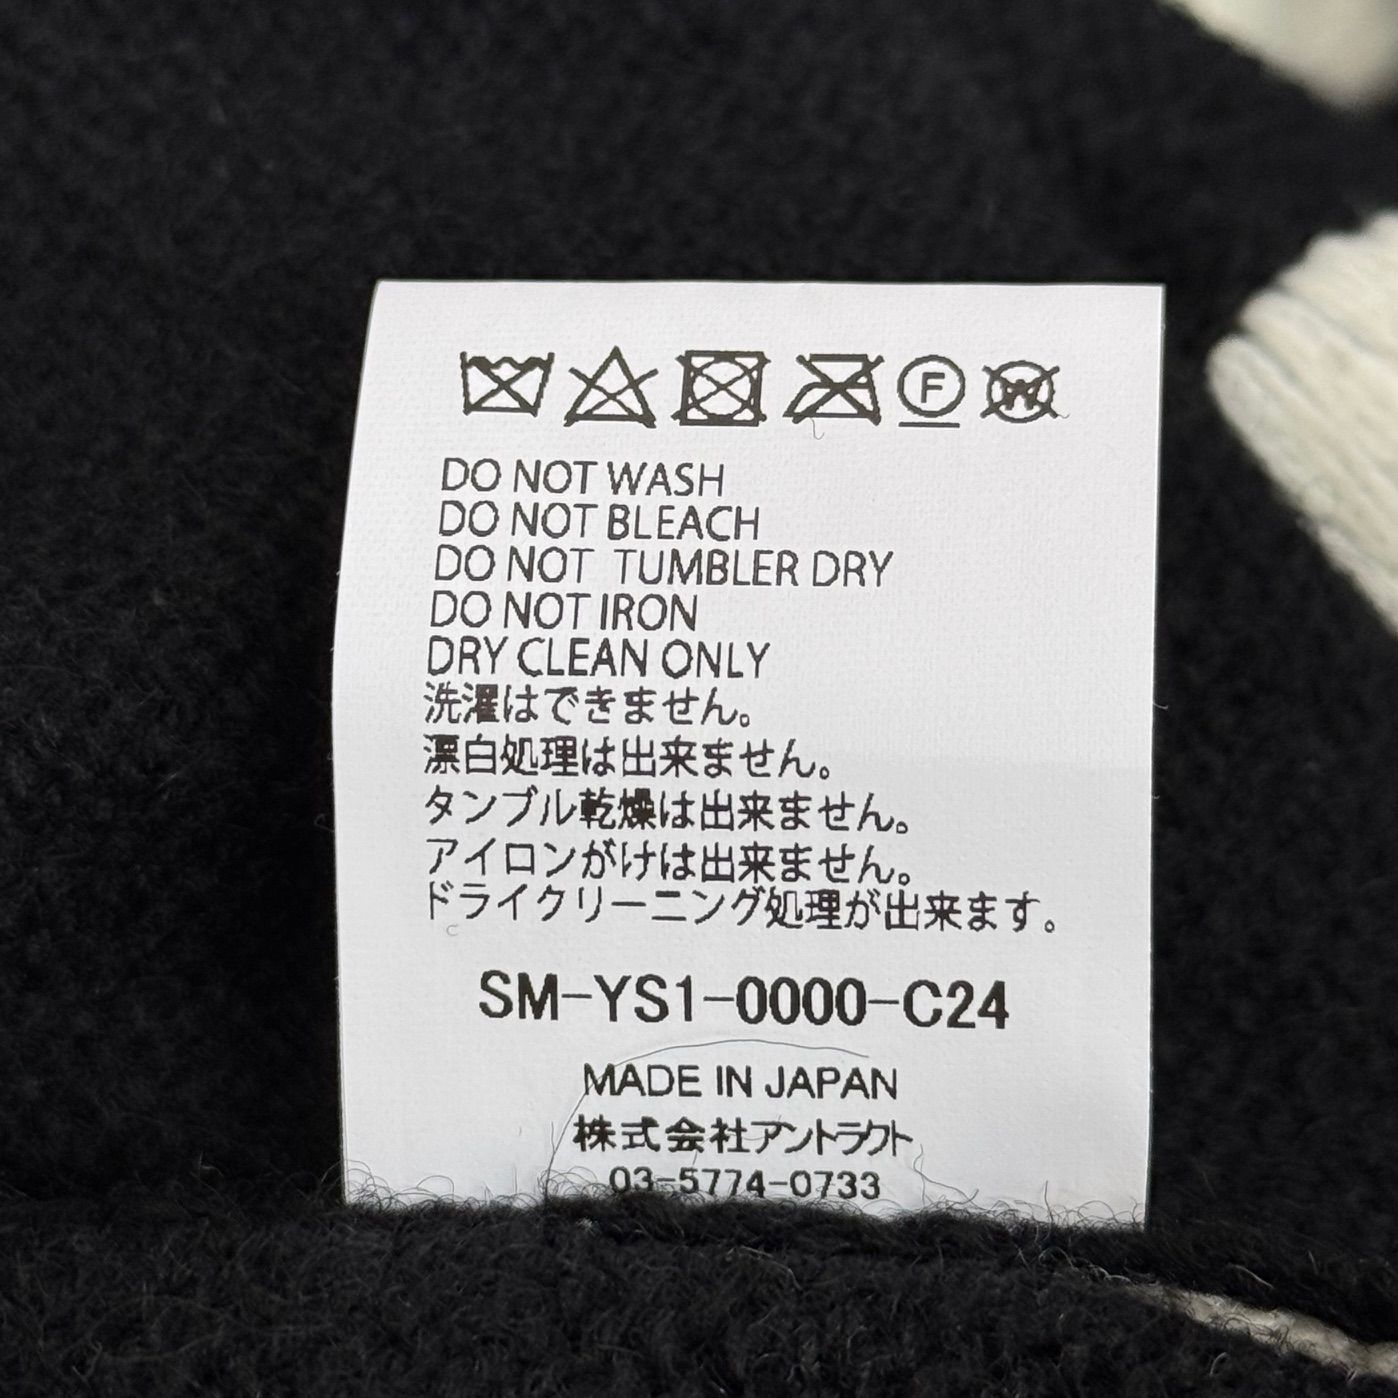 F W
DO NOT WASH
DO NOT BLEACH
DO NOT TUMBLER DRY
DO NOT IRON
DRY CLEAN ONLY
洗濯はできません。
漂白処理は出来ません。
タンブル乾燥は出来ません。
アイロンがけは出来ません。
ドライクリーニング処理が出来ます。
SM-YS1-0000-C24
MADE IN JAPAN
株式会社アントラクト
03-5774-0733